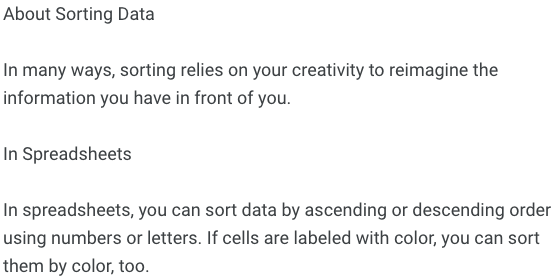 About Sorting Data
In many ways, sorting relies on your creativity to reimagine the
information you have in front of you.
In Spreadsheets
In spreadsheets, you can sort data by ascending or descending order
using numbers or letters. If cells are labeled with color, you can sort
them by color, too.